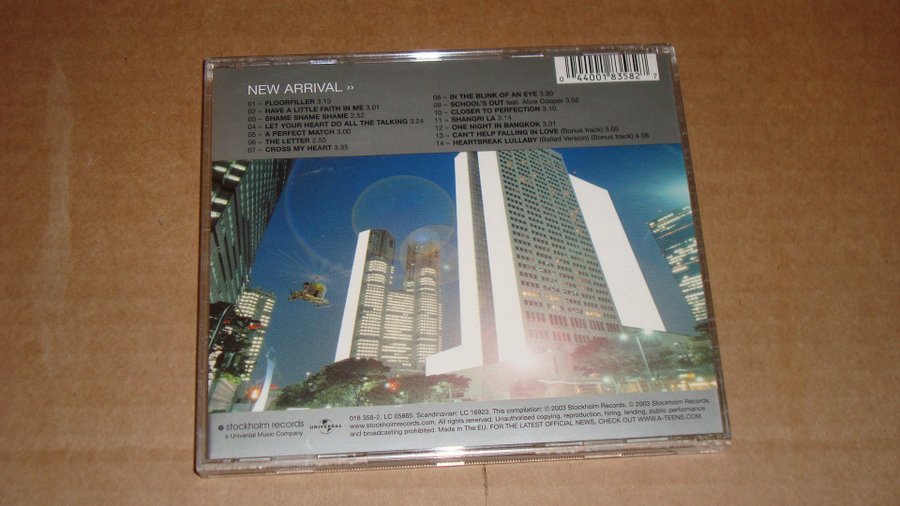 NEW ARRIVAL ››
01 ›› FLOORFILLER 3.13
02 ›› HAVE A LITTLE FAITH IN ME 3.01
03 ›› SHAME SHAME SHAME 2.52
04 ›› LET YOUR HEART DO ALL THE TALKING 3.24
05 ›› A PERFECT MATCH 3.00
06 ›› THE LETTER 2.55
07 ›› CROSS MY HEART 3.35
08 ›› IN THE BLINK OF AN EYE 3.30
09 ›› SCHOOL'S OUT feat. Alice Cooper 3.02
10 ›› CLOSER TO PERFECTION 3.10
11 ›› SHANGRI LA 3.14
12 ›› ONE NIGHT IN BANGKOK 3.31
13 ›› CAN'T HELP FALLING IN LOVE (Bonus track) 3.05
14 ›› HEARTBREAK LULLABY (Ballad Version) (Bonus track) 4.08
0 44001 83582 7
stockholm records
a Universal Music Company
UNIVERSAL
018 358-2. LC 05865. Scandinavian: LC 16923. This compilation: © 2003 Stockholm Records. © 2003 Stockholm Records.
www.stockholmrecords.com. All rights reserved. Unauthorised copying, reproduction, hiring, lending, public performance
and broadcasting prohibited. Made In The EU. FOR THE LATEST OFFICIAL NEWS, CHECK OUT WWW.A-TEENS.COM